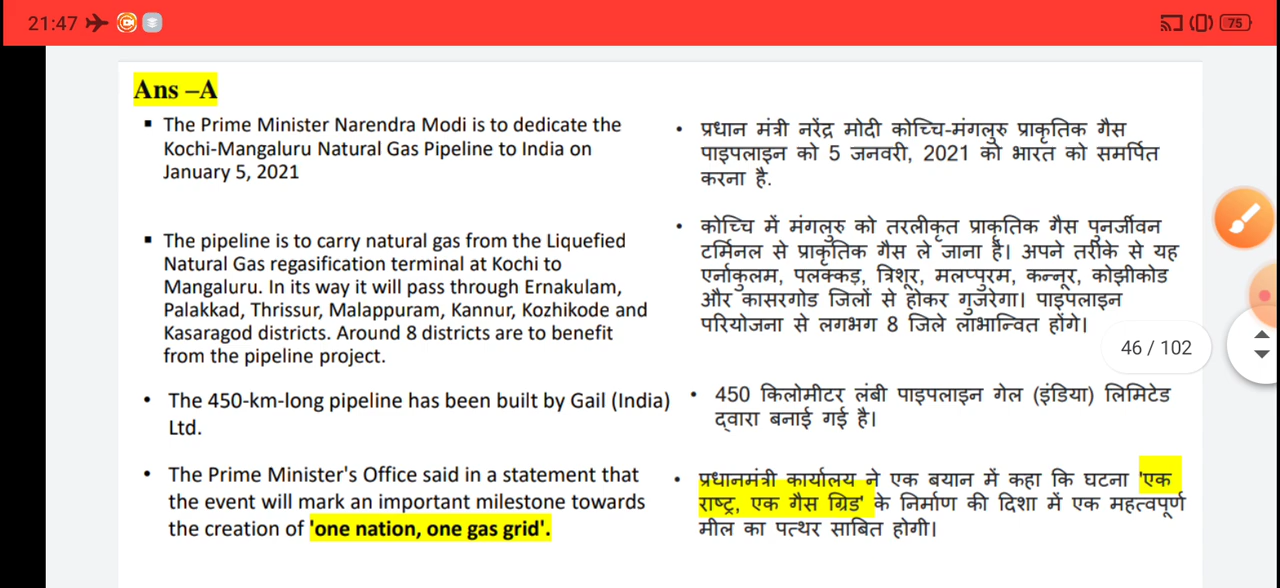 21:47
75
Ans –A
▪ The Prime Minister Narendra Modi is to dedicate the
Kochi-Mangaluru Natural Gas Pipeline to India on
January 5, 2021
▪ The pipeline is to carry natural gas from the Liquefied
Natural Gas regasification terminal at Kochi to
Mangaluru. In its way it will pass through Ernakulam,
Palakkad, Thrissur, Malappuram, Kannur, Kozhikode and
Kasaragod districts. Around 8 districts are to benefit
from the pipeline project.
• The 450-km-long pipeline has been built by Gail (India)
Ltd.
• The Prime Minister's Office said in a statement that
the event will mark an important milestone towards
the creation of 'one nation, one gas grid'.
• प्रधान मंत्री नरेंद्र मोदी कोच्चि-मंगलुरु प्राकृतिक गैस
पाइपलाइन को 5 जनवरी, 2021 को भारत को समर्पित
करना है.
• कोच्चि में मंगलुरु को तरलीकृत प्राकृतिक गैस पुनर्जीवन
टर्मिनल से प्राकृतिक गैस ले जाना है। अपने तरीके से यह
एर्नाकुलम, पलक्कड़, त्रिशूर, मलप्पुरम, कन्नूर, कोझीकोड
और कासरगोड जिलों से होकर गुजरेगा। पाइपलाइन
परियोजना से लगभग 8 जिले लाभान्वित होंगे।
• 450 किलोमीटर लंबी पाइपलाइन गेल (इंडिया) लिमिटेड
द्वारा बनाई गई है।
• प्रधानमंत्री कार्यालय ने एक बयान में कहा कि घटना 'एक
राष्ट्र, एक गैस ग्रिड' के निर्माण की दिशा में एक महत्वपूर्ण
मील का पत्थर साबित होगी।
46 / 102